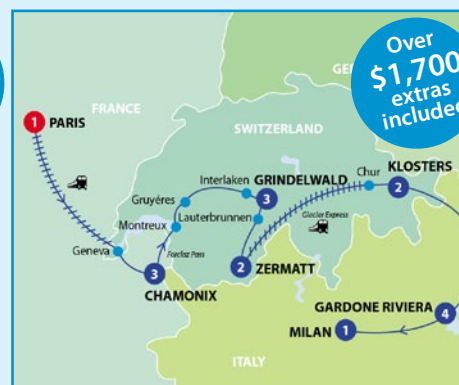 Over
$1,700
extras
included
FRANCE
SWITZERLAND
1 PARIS
Interlaken
GRINDELWALD
3
Chur
KLOSTERS
2
Gruyéres
Montreux
Lauterbrunnen
Glacier Express
Geneva
Forclaz Pass
3
CHAMONIX
2
ZERMATT
GARDONE RIVIERA
4
MILAN 1
ITALY